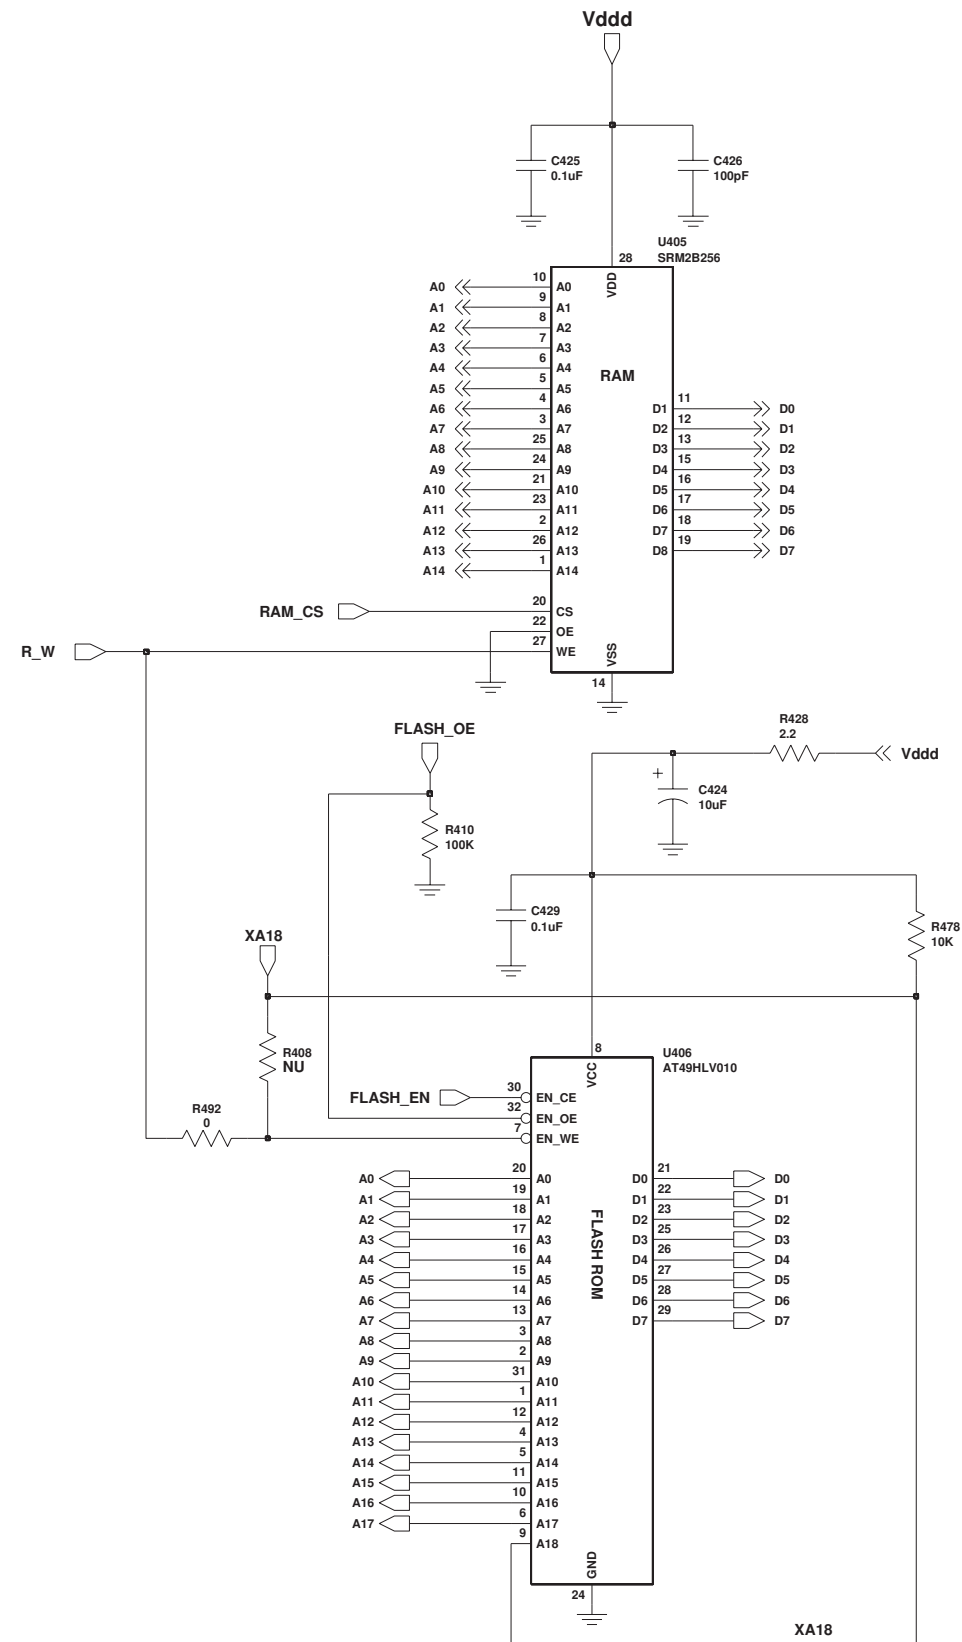 Vddd
C425
0.1uF
C426
100pF
U405
SRM2B256
28
VDD
A0 10 A0
A1 9 A1
A2 8 A2
A3 7 A3
RAM
A4 6 A4
A5 5 A5
A6 4 A6 D1 11 D0
A7 3 A7 D2 12 D1
A8 25 A8 D3 13 D2
A9 24 A9 D4 15 D3
A10 21 A10 D5 16 D4
A11 23 A11 D6 17 D5
A12 2 A12 D7 18 D6
A13 26 A13 D8 19 D7
A14 1 A14
RAM_CS 20 CS
22 OE
R_W 27 WE
VSS
14
FLASH_OE
R428
2.2
Vddd
+
C424
10uF
R410
100K
C429
0.1uF
R478
10K
XA18
R408
NU
U406
AT49HLV010
8
VCC
FLASH_EN 30 EN_CE
32 EN_OE
R492
0
7 EN_WE
A0 20 A0 D0 21 D0
A1 19 A1 D1 22 D1
A2 18 A2 D2 23 D2
A3 17 A3 D3 25 D3
A4 16 A4 D4 26 D4
A5 15 A5 D5 27 D5
A6 14 A6 D6 28 D6
A7 13 A7 D7 29 D7
FLASH ROM
A8 3 A8
A9 2 A9
A10 31 A10
A11 1 A11
A12 12 A12
A13 4 A13
A14 5 A14
A15 11 A15
A16 10 A16
A17 6 A17
9 A18
GND
24
XA18